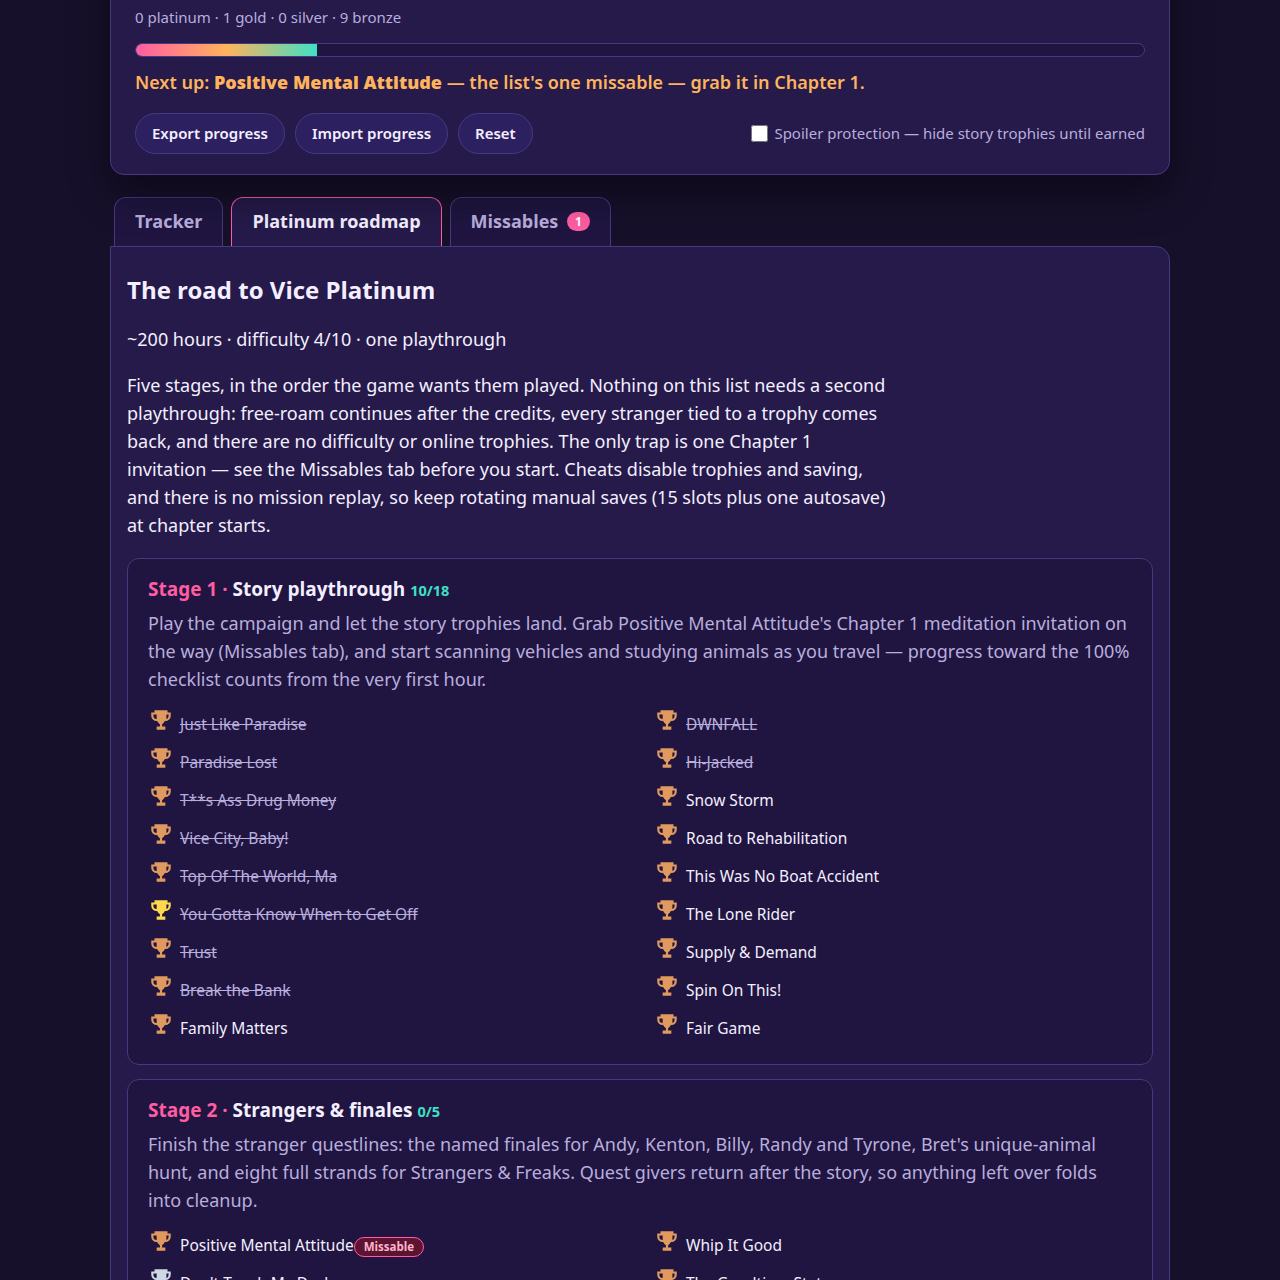 0 platinum · 1 gold · 0 silver · 9 bronze
Next up: Positive Mental Attitude — the list's one missable — grab it in Chapter 1.
Export progress
Import progress
Reset
Spoiler protection — hide story trophies until earned
Tracker
Platinum roadmap
Missables 1
The road to Vice Platinum
~200 hours · difficulty 4/10 · one playthrough
Five stages, in the order the game wants them played. Nothing on this list needs a second
playthrough: free-roam continues after the credits, every stranger tied to a trophy comes
back, and there are no difficulty or online trophies. The only trap is one Chapter 1
invitation — see the Missables tab before you start. Cheats disable trophies and saving,
and there is no mission replay, so keep rotating manual saves (15 slots plus one autosave)
at chapter starts.
Stage 1 · Story playthrough 10/18
Play the campaign and let the story trophies land. Grab Positive Mental Attitude's Chapter 1 meditation invitation on
the way (Missables tab), and start scanning vehicles and studying animals as you travel — progress toward the 100%
checklist counts from the very first hour.
Just Like Paradise
DWNFALL
Paradise Lost
Hi-Jacked
T**s Ass Drug Money
Snow Storm
Vice City, Baby!
Road to Rehabilitation
Top Of The World, Ma
This Was No Boat Accident
You Gotta Know When to Get Off
The Lone Rider
Trust
Supply & Demand
Break the Bank
Spin On This!
Family Matters
Fair Game
Stage 2 · Strangers & finales 0/5
Finish the stranger questlines: the named finales for Andy, Kenton, Billy, Randy and Tyrone, Bret's unique-animal
hunt, and eight full strands for Strangers & Freaks. Quest givers return after the story, so anything left over folds
into cleanup.
Positive Mental Attitude Missable
Whip It Good